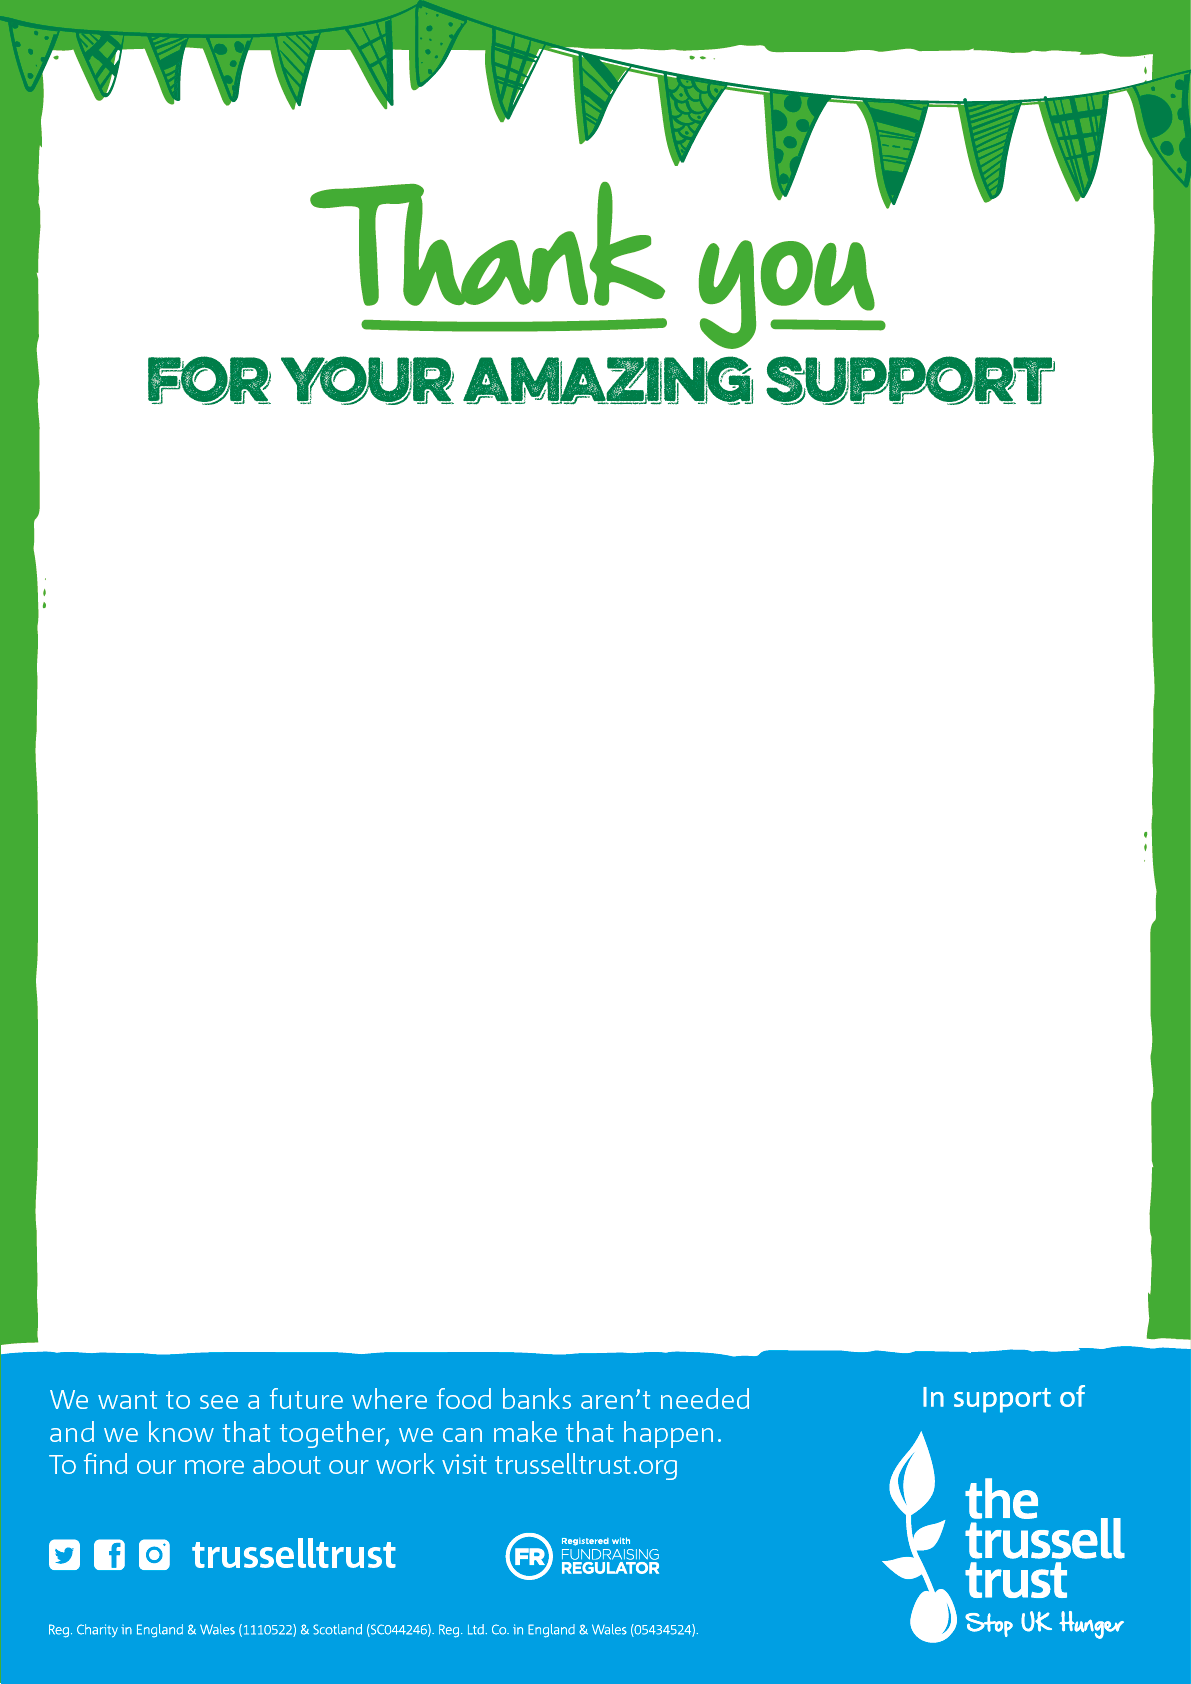 Thank you
FOR YOUR AMAZING SUPPORT
We want to see a future where food banks aren't needed
and we know that together, we can make that happen.
To find our more about our work visit trusselltrust.org
trusselltrust
FR
Registered with
FUNDRAISING
REGULATOR
Reg. Charity in England & Wales (1110522) & Scotland (SC044246). Reg. Ltd. Co. in England & Wales (05434524).
In support of
the
trussell
trust
Stop UK Hunger